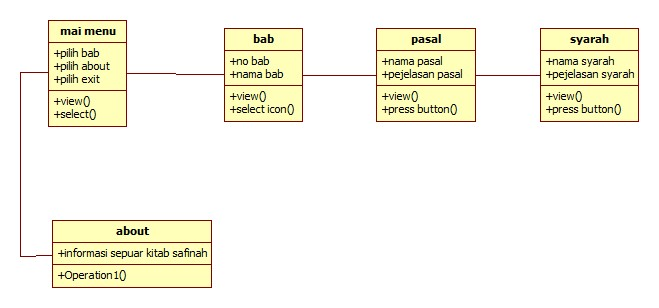 mai menu
+pilih bab
+pilih about
+pilih exit
+view()
+select()
bab
+no bab
+nama bab
+view()
+select icon()
pasal
+nama pasal
+pejelasan pasal
+view()
+press button()
syarah
+nama syarah
+pejelasan syarah
+view()
+press button()
about
+informasi sepuar kitab safinah
+Operation1()